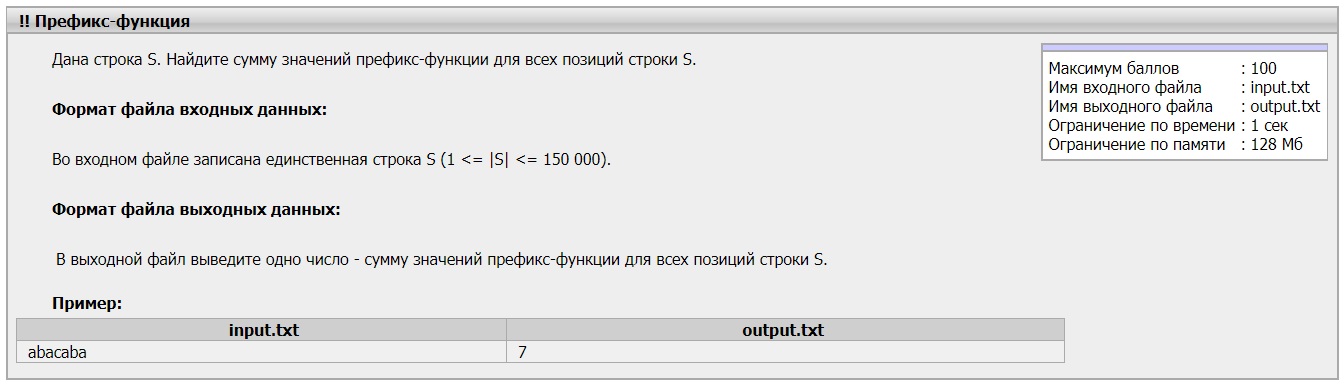 !! Префикс-функция
Дана строка S. Найдите сумму значений префикс-функции для всех позиций строки S.
Максимум баллов : 100
Имя входного файла : input.txt
Имя выходного файла : output.txt
Ограничение по времени : 1 сек
Ограничение по памяти : 128 Мб
Формат файла входных данных:
Во входном файле записана единственная строка S (1 <= |S| <= 150 000).
Формат файла выходных данных:
В выходной файл выведите одно число - сумму значений префикс-функции для всех позиций строки S.
Пример:
input.txt output.txt
abacaba 7